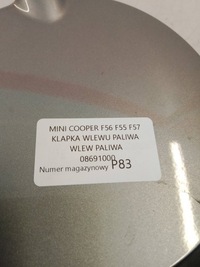 MINI COOPER F56 F55 F57
KLAPKA WLEWU PALIWA
WLEW PALIWA
08691000
Numer magazynowy P83